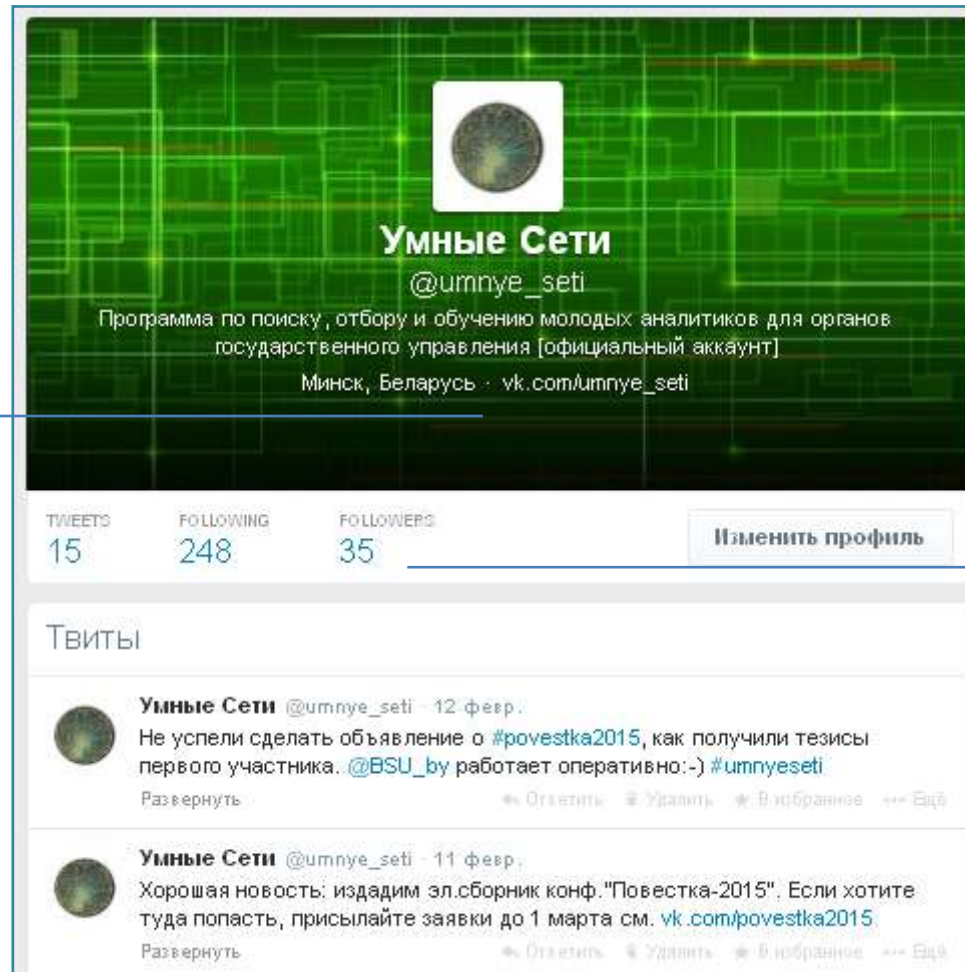 Умные Сети
@umnye_seti
Программа по поиску, отбору и обучению молодых аналитиков для органов
государственного управления [официальный аккаунт]
Минск, Беларусь · vk.com/umnye_seti
TWEETS FOLLOWING FOLLOWERS
15 248 35
Изменить профиль
Твиты
Умные Сети @umnye_seti · 12 февр.
Не успели сделать объявление о #povestka2015, как получили тезисы
первого участника. @BSU_by работает оперативно:-) #umnyeseti
Развернуть Ответить Удалить В избранное Ещё
Умные Сети @umnye_seti · 11 февр.
Хорошая новость: издадим эл.сборник конф."Повестка-2015". Если хотите
туда попасть, присылайте заявки до 1 марта см. vk.com/povestka2015
Развернуть Ответить Удалить В избранное Ещё